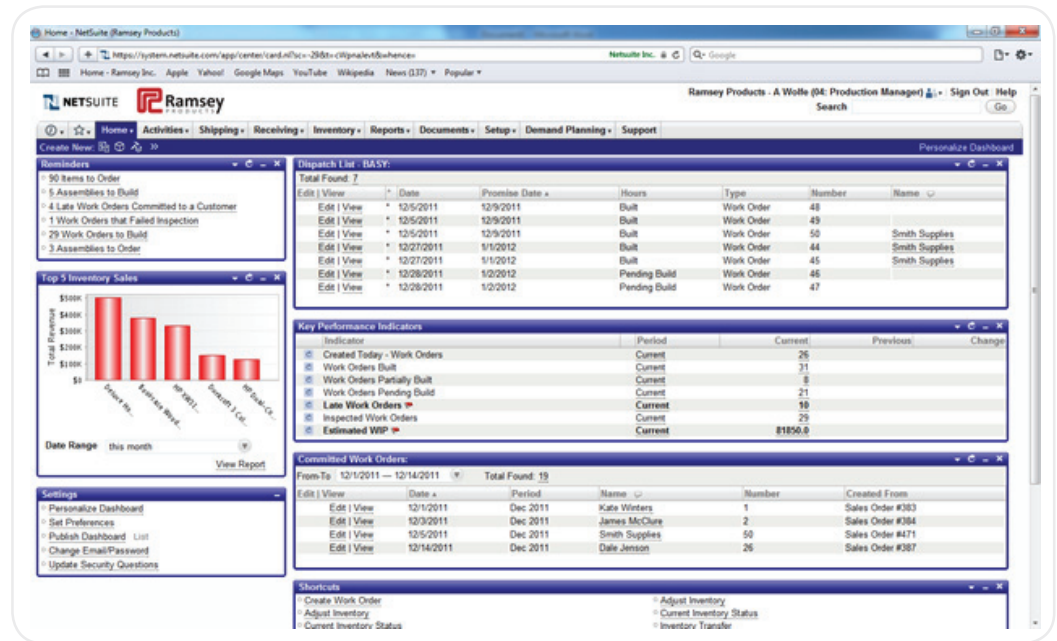 Home - NetSuite (Ramsey Products)
Netsuite Inc.
Google
Home - Ramsey Inc. Apple Yahoo! Google Maps YouTube Wikipedia News (137) Popular
NETSUITE Ramsey PRODUCTS
Ramsey Products - A Wolfe (04: Production Manager) Sign Out Help
Search Go
Home Activities Shipping Receiving Inventory Reports Documents Setup Demand Planning Support
Create New: Personalize Dashboard
Reminders
90 Items to Order
5 Assemblies to Build
4 Late Work Orders Committed to a Customer
1 Work Orders that Failed Inspection
29 Work Orders to Build
3 Assemblies to Order
Top 5 Inventory Sales
Total Revenue
$500K
$400K
$300K
$200K
$100K
$0
Date Range this month
View Report
Settings
Personalize Dashboard
Set Preferences
Publish Dashboard List
Change Email/Password
Update Security Questions
Dispatch List - BASY:
Total Found: 7
Edit | View * Date Promise Date Hours Type Number Name
Edit | View * 12/5/2011 12/9/2011 Built Work Order 48
Edit | View * 12/5/2011 12/9/2011 Built Work Order 49
Edit | View * 12/5/2011 12/9/2011 Built Work Order 50 Smith Supplies
Edit | View * 12/27/2011 1/1/2012 Built Work Order 44 Smith Supplies
Edit | View * 12/27/2011 1/1/2012 Built Work Order 45 Smith Supplies
Edit | View * 12/28/2011 1/2/2012 Pending Build Work Order 46
Edit | View * 12/28/2011 1/2/2012 Pending Build Work Order 47
Key Performance Indicators
Indicator Period Current Previous Change
Created Today - Work Orders Current 26
Work Orders Built Current 31
Work Orders Partially Built Current 8
Work Orders Pending Build Current 21
Late Work Orders Current 10
Inspected Work Orders Current 29
Estimated WIP Current 81850.0
Committed Work Orders:
From-To 12/1/2011 — 12/14/2011 Total Found: 19
Edit | View Date Period Name Number Created From
Edit | View 12/1/2011 Dec 2011 Kate Winters 1 Sales Order #383
Edit | View 12/3/2011 Dec 2011 James McClure 2 Sales Order #384
Edit | View 12/5/2011 Dec 2011 Smith Supplies 50 Sales Order #471
Edit | View 12/14/2011 Dec 2011 Dale Jenson 26 Sales Order #387
Shortcuts
Create Work Order Adjust Inventory
Adjust Inventory Current Inventory Status
Current Inventory Status Inventory Transfer